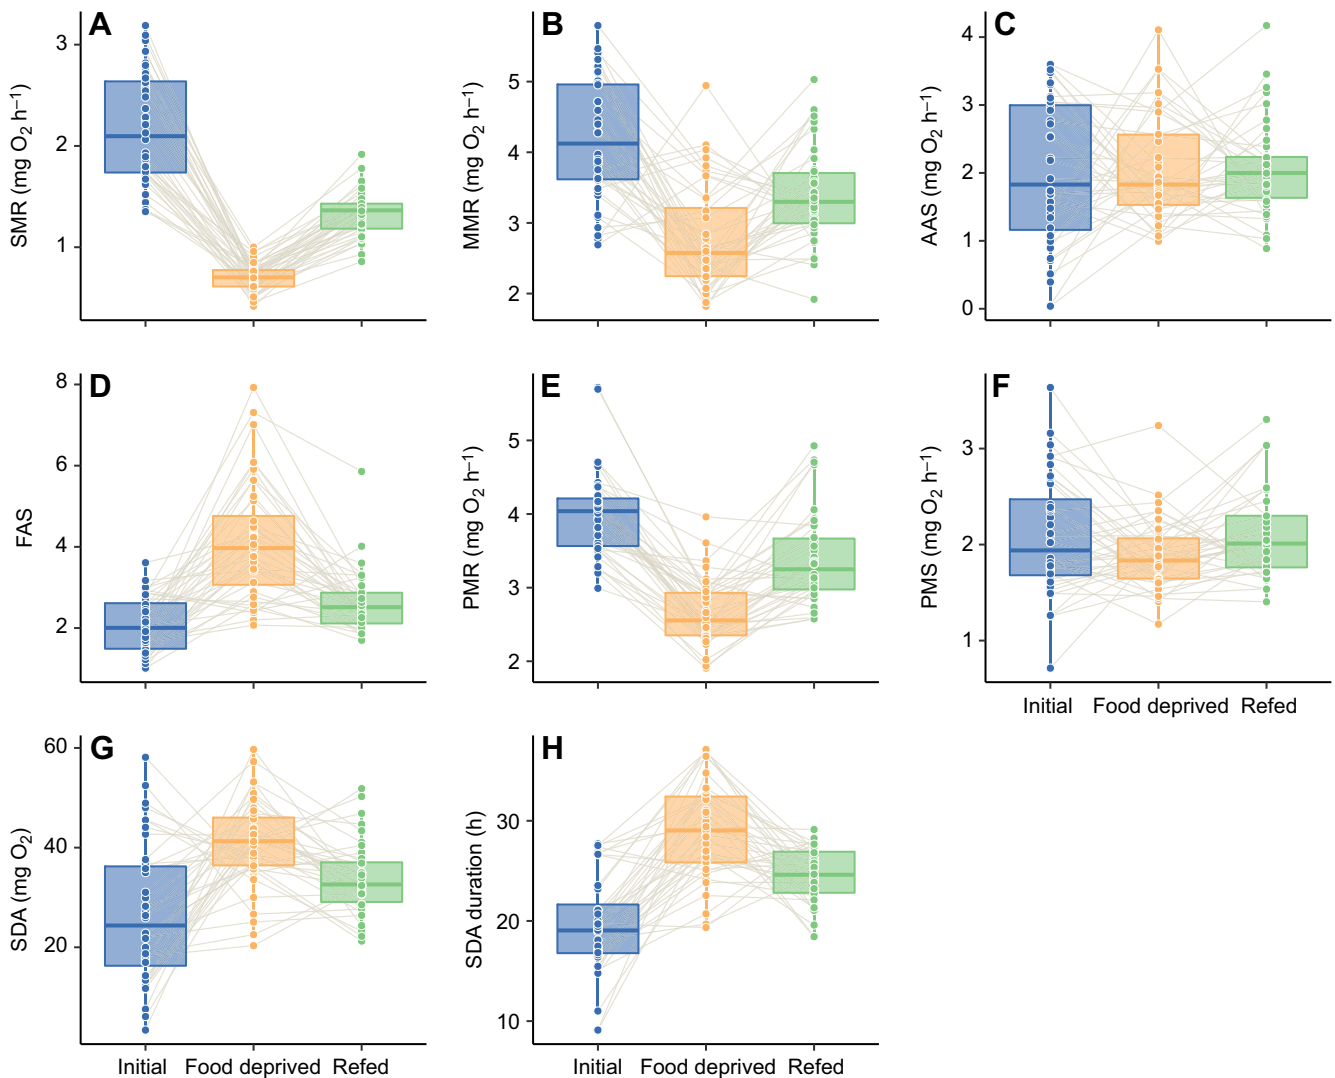 A
SMR (mg O2 h–1)
3
2
1
B
MMR (mg O2 h–1)
5
4
3
2
C
AAS (mg O2 h–1)
4
3
2
1
0
D
FAS
8
6
4
2
E
PMR (mg O2 h–1)
5
4
3
2
F
PMS (mg O2 h–1)
3
2
1
Initial Food deprived Refed
G
SDA (mg O2)
60
40
20
Initial Food deprived Refed
H
SDA duration (h)
30
20
10
Initial Food deprived Refed